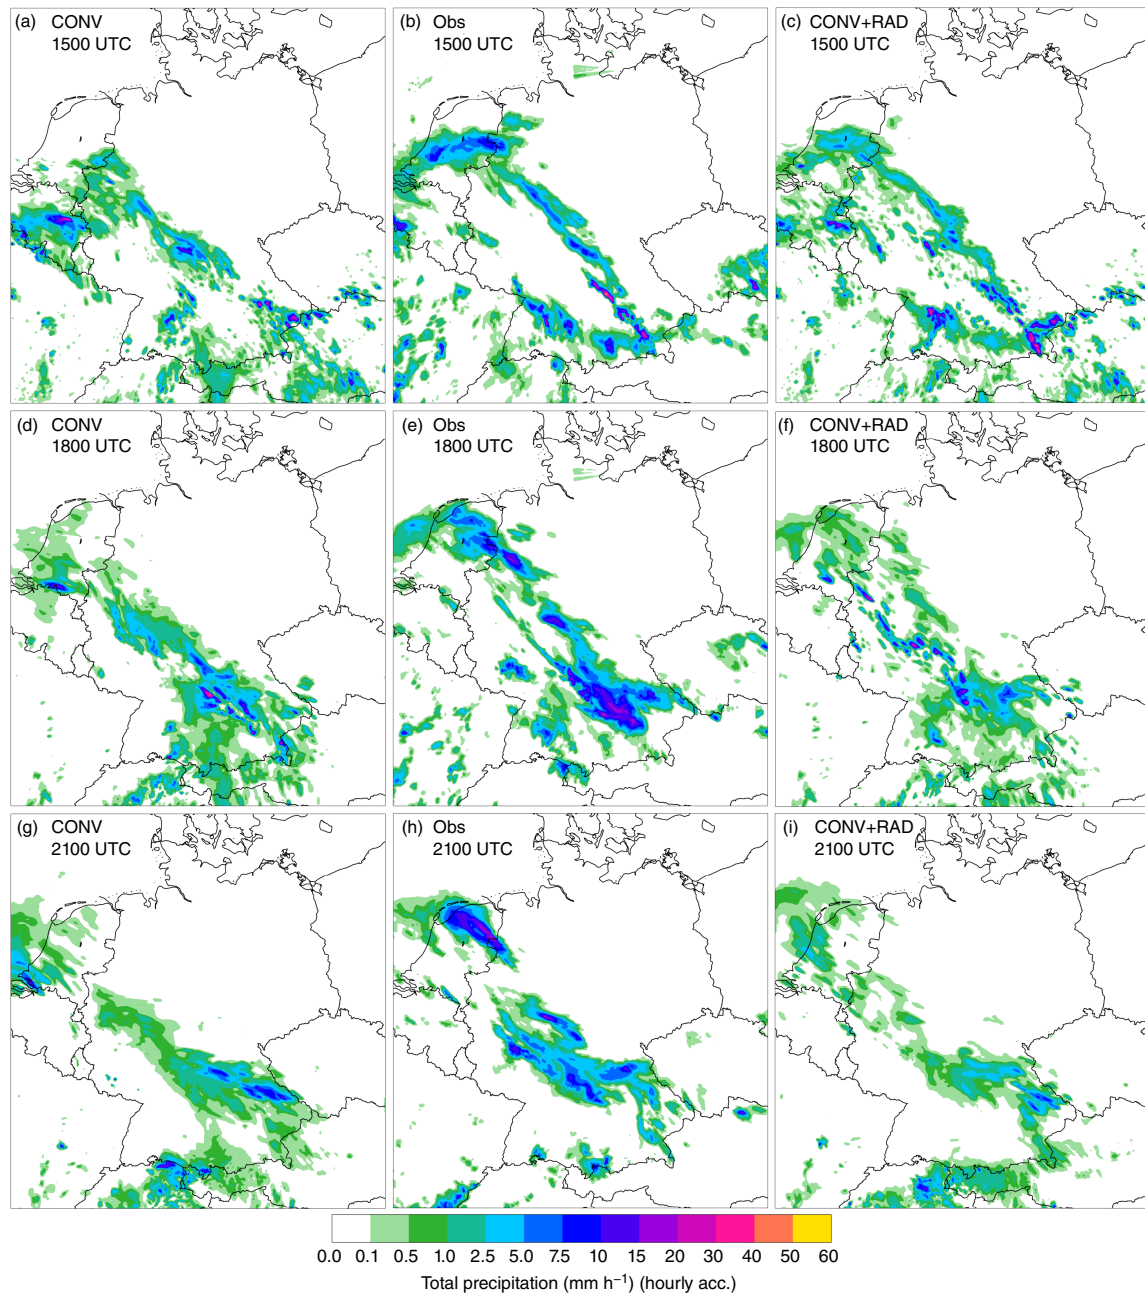 (a) CONV
1500 UTC
(b) Obs
1500 UTC
(c) CONV+RAD
1500 UTC
(d) CONV
1800 UTC
(e) Obs
1800 UTC
(f) CONV+RAD
1800 UTC
(g) CONV
2100 UTC
(h) Obs
2100 UTC
(i) CONV+RAD
2100 UTC
0.0 0.1 0.5 1.0 2.5 5.0 7.5 10 15 20 30 40 50 60
Total precipitation (mm h⁻¹) (hourly acc.)